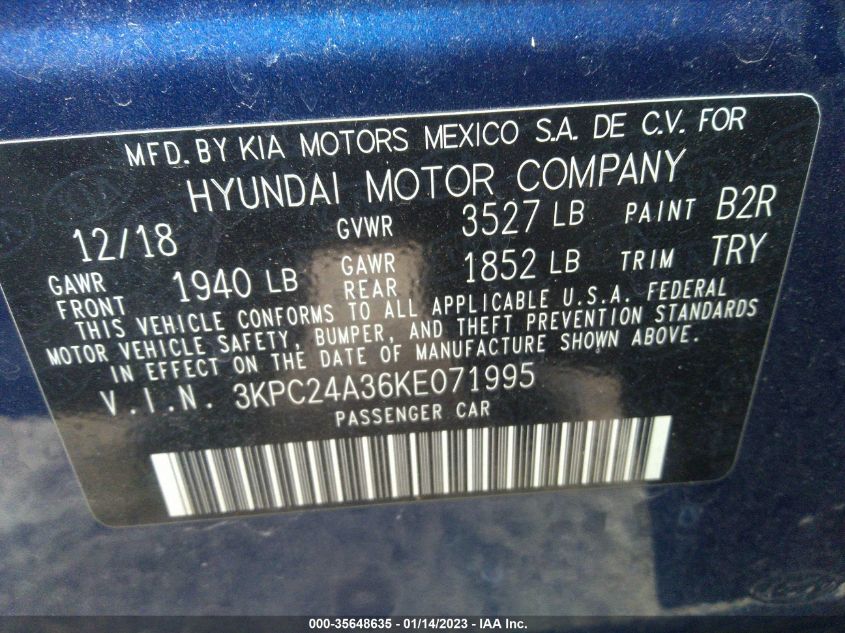 MFD. BY KIA MOTORS MEXICO S.A. DE C.V. FOR
HYUNDAI MOTOR COMPANY
12/18 GVWR 3527 LB PAINT B2R
GAWR FRONT 1940 LB GAWR REAR 1852 LB TRIM TRY
THIS VEHICLE CONFORMS TO ALL APPLICABLE U.S.A. FEDERAL
MOTOR VEHICLE SAFETY, BUMPER, AND THEFT PREVENTION STANDARDS
IN EFFECT ON THE DATE OF MANUFACTURE SHOWN ABOVE.
V.I.N. 3KPC24A36KE071995
PASSENGER CAR
000-35648635 - 01/14/2023 - IAA Inc.